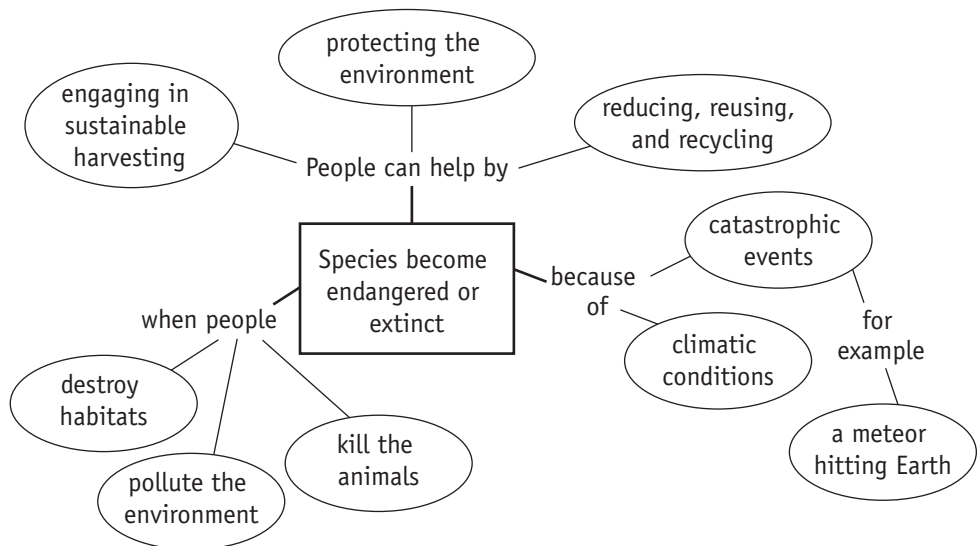 protecting the
environment
engaging in
sustainable
harvesting
reducing, reusing,
and recycling
People can help by
Species become
endangered or
extinct
because
of
catastrophic
events
climatic
conditions
for
example
a meteor
hitting Earth
when people
destroy
habitats
pollute the
environment
kill the
animals